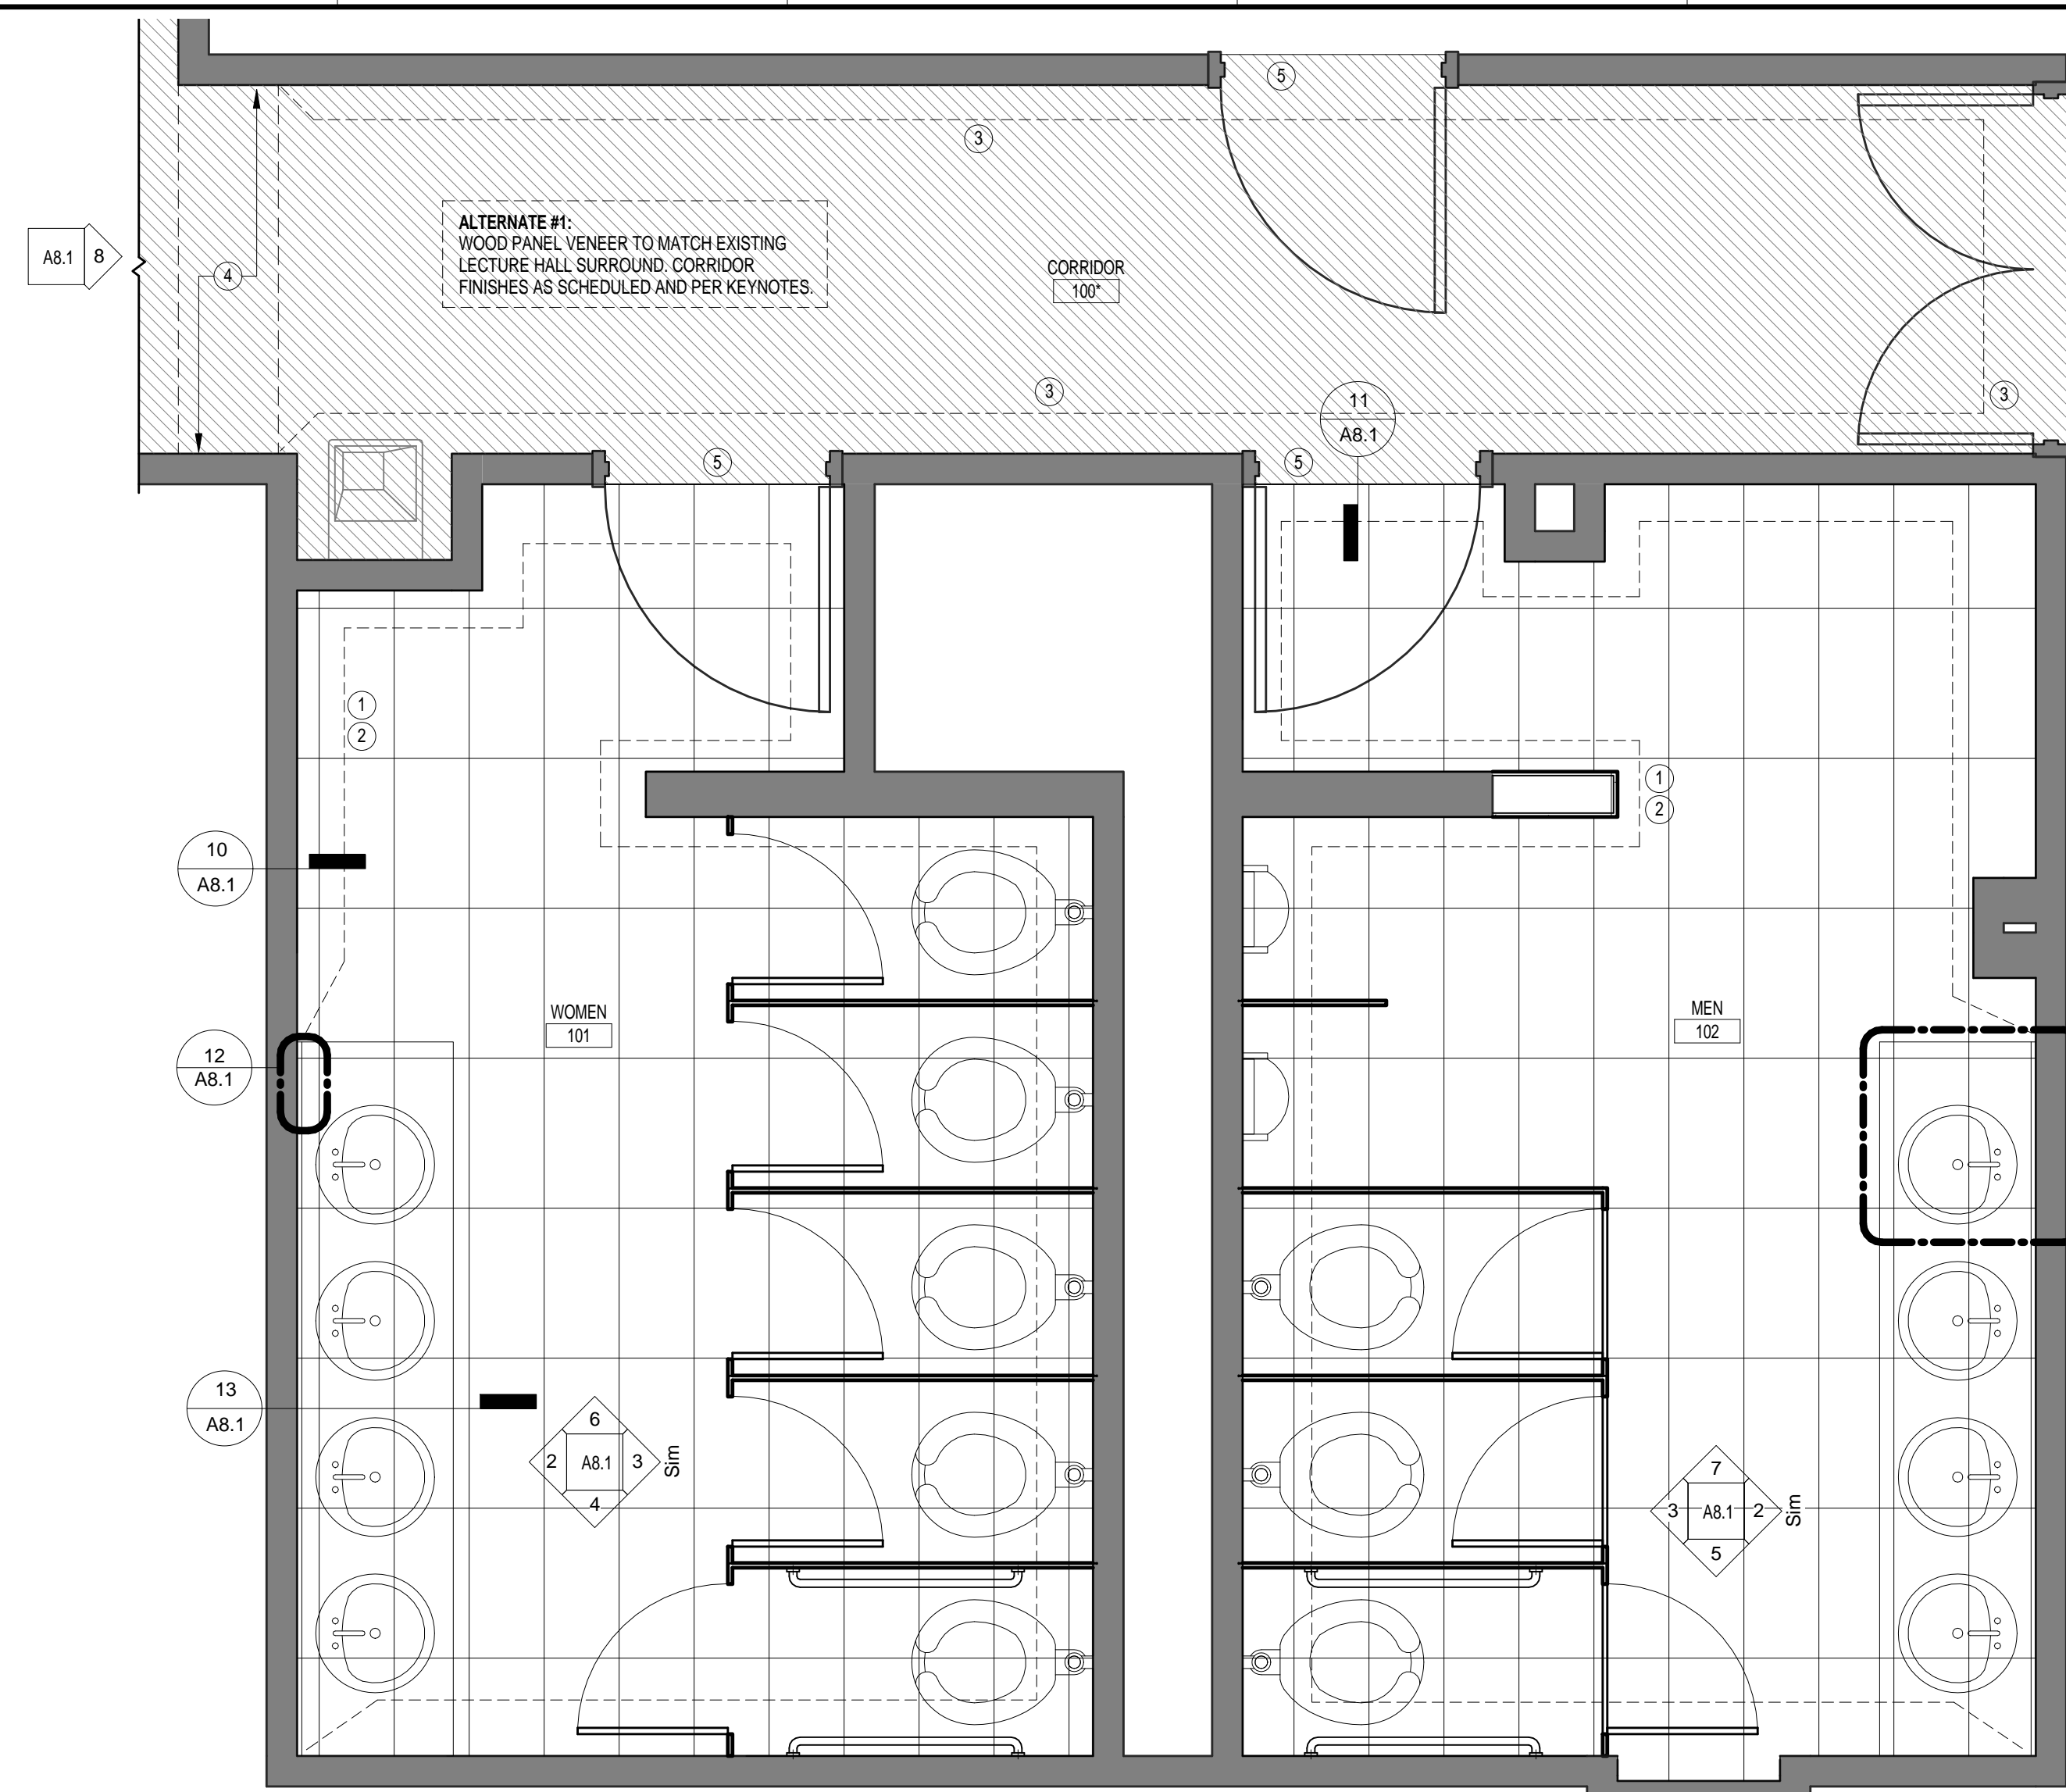 5
3
ALTERNATE #1:
WOOD PANEL VENEER TO MATCH EXISTING
LECTURE HALL SURROUND. CORRIDOR
FINISHES AS SCHEDULED AND PER KEYNOTES.
A8.1 8
4
CORRIDOR
100*
3
3
11
A8.1
5
5
1
2
1
2
10
A8.1
WOMEN
101
MEN
102
12
A8.1
13
A8.1
6
2 A8.1 3
4
Sim
7
3 A8.1 2
5
Sim